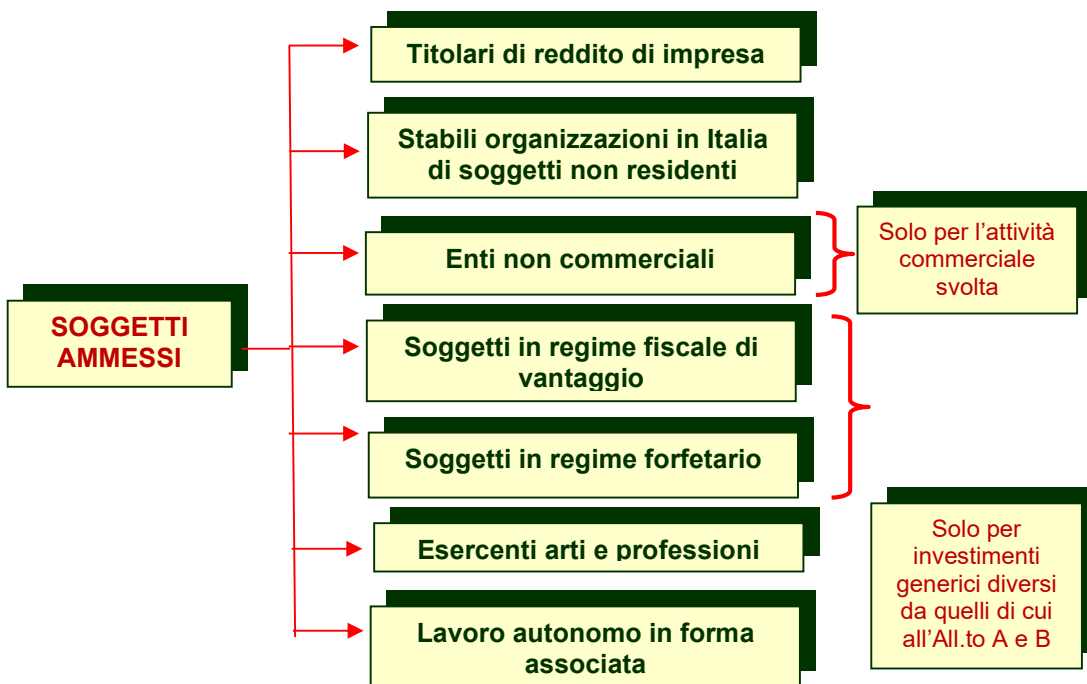 SOGGETTI
AMMESSI
Titolari di reddito di impresa
Stabili organizzazioni in Italia
di soggetti non residenti
Enti non commerciali
Solo per l'attività
commerciale
svolta
Soggetti in regime fiscale di
vantaggio
Soggetti in regime forfetario
Esercenti arti e professioni
Lavoro autonomo in forma
associata
Solo per
investimenti
generici diversi
da quelli di cui
all'All.to A e B